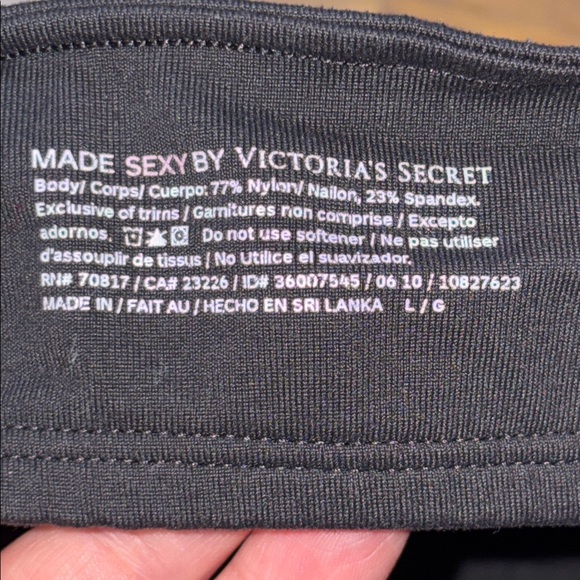 MADE SEXY BY VICTORIA'S SECRET
Body/ Corps/ Cuerpo: 77% Nylon/ Nailon, 23% Spandex.
Exclusive of trims / Garnitures non comprise / Excepto
adornos. Do not use softener / Ne pas utiliser
d'assouplir de tissus / No Utilice el suavizador.
RN# 70817 / CA# 23226 / ID# 36007545 / 06 10 / 10827623
MADE IN / FAIT AU / HECHO EN SRI LANKA L / G